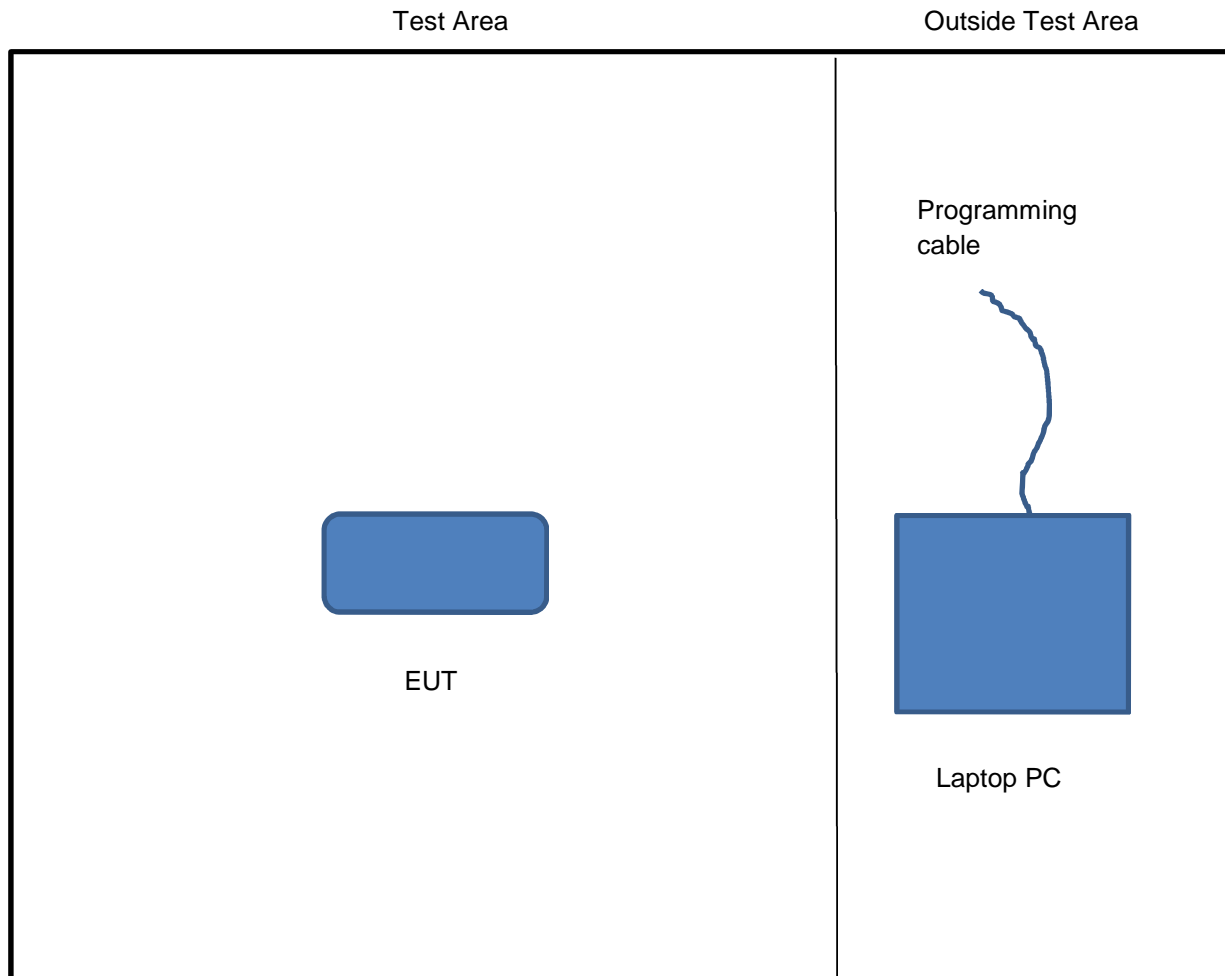 Test Area
Outside Test Area
Programming
cable
EUT
Laptop PC